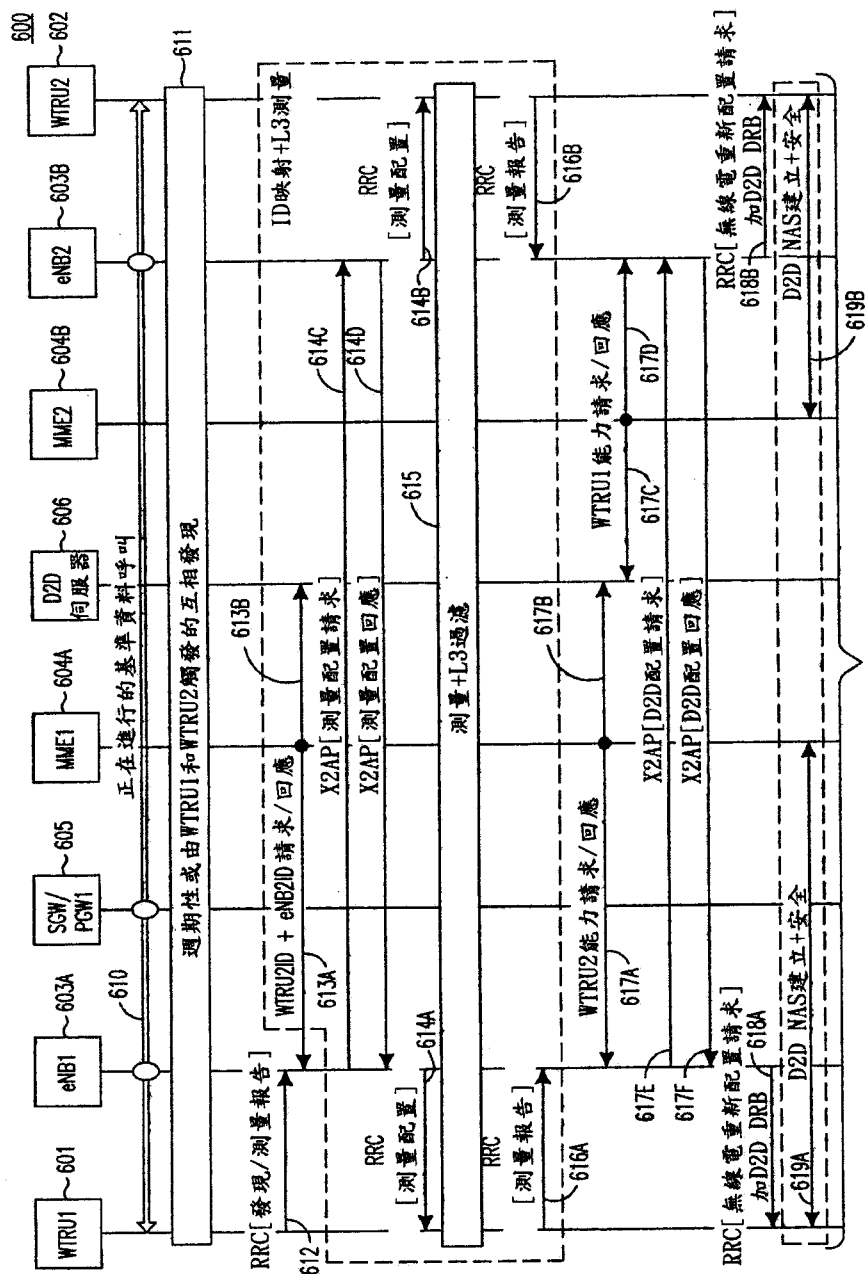 600
WTRU1
601
eNB1
603A
SGW/
PGW1
605
MME1
604A
D2D
伺服器
606
MME2
604B
eNB2
603B
WTRU2
602
正在進行的基準資料呼叫
610
週期性或由WTRU1和WTRU2觸發的互相發現
611
RRC[發現/測量報告]
612
ID映射+L3測量
WTRU2ID + eNB2ID請求/回應
613A
613B
X2AP[測量配置請求]
614C
X2AP[測量配置回應]
614D
RRC
[測量配置]
614A
RRC
[測量配置]
614B
測量+L3過濾
615
RRC
[測量報告]
616A
RRC
[測量報告]
616B
WTRU2能力請求/回應
617A
617B
WTRU1能力請求/回應
617C
617D
X2AP[D2D配置請求]
617E
X2AP[D2D配置回應]
617F
RRC[無線電重新配置請求]
加D2D DRB
618A
RRC[無線電重新配置請求]
加D2D DRB
618B
D2D NAS建立+安全
619A
D2D NAS建立+安全
619B